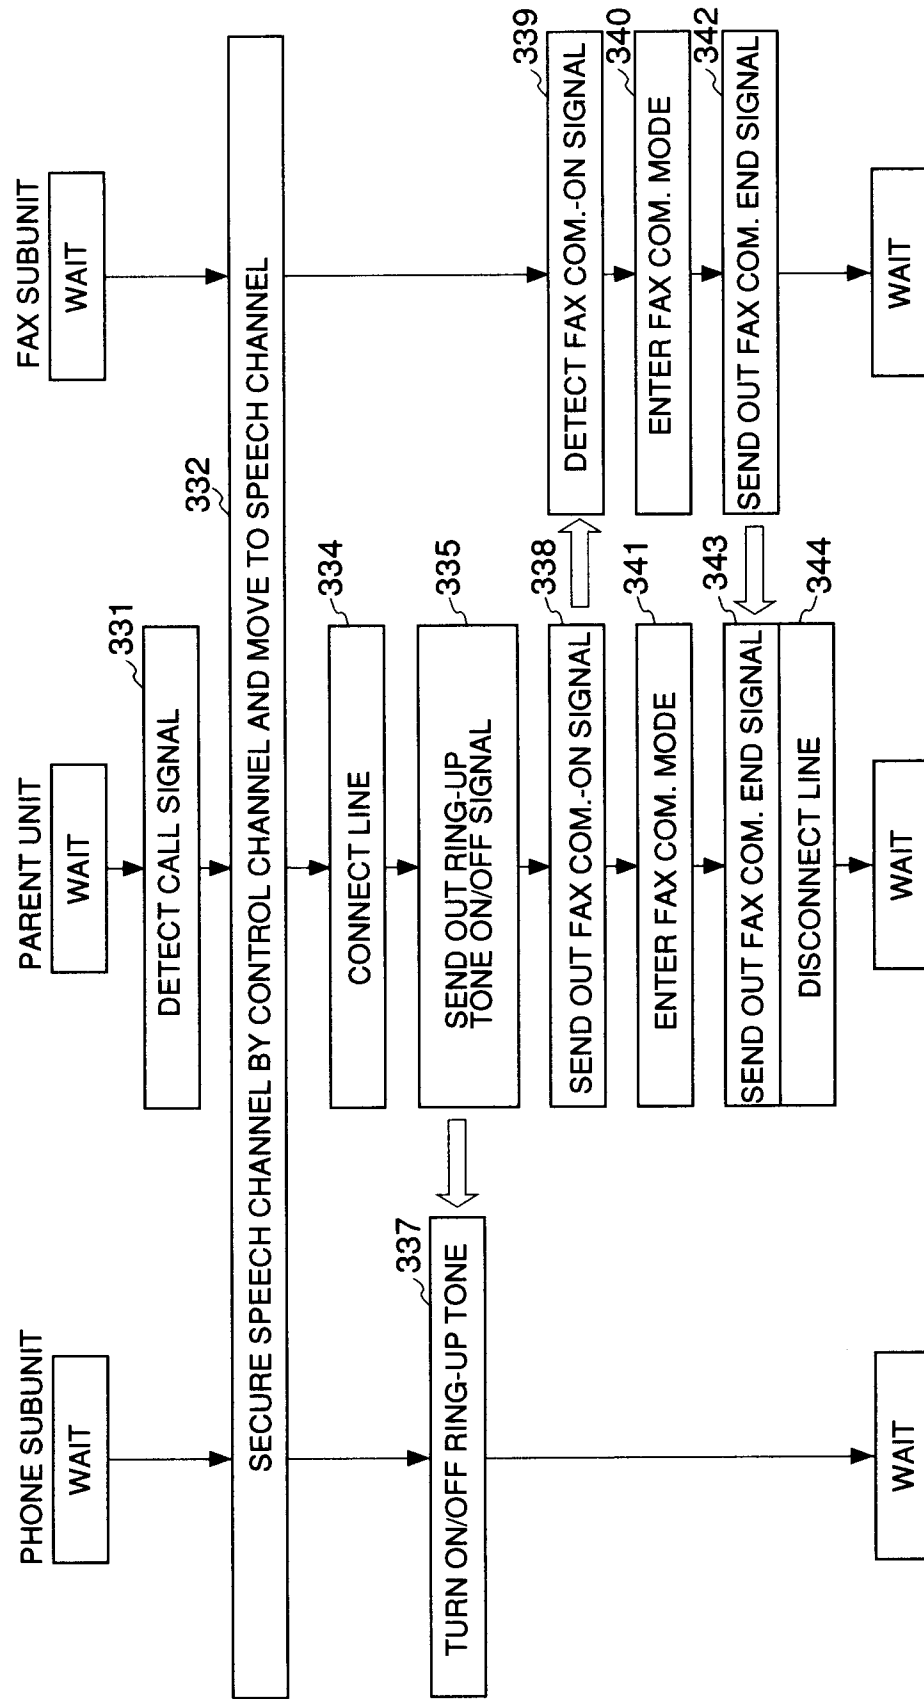 PHONE SUBUNIT
PARENT UNIT
FAX SUBUNIT
WAIT
WAIT
WAIT
331
DETECT CALL SIGNAL
332
SECURE SPEECH CHANNEL BY CONTROL CHANNEL AND MOVE TO SPEECH CHANNEL
334
CONNECT LINE
335
SEND OUT RING-UP
TONE ON/OFF SIGNAL
337
TURN ON/OFF RING-UP TONE
338
SEND OUT FAX COM.-ON SIGNAL
339
DETECT FAX COM.-ON SIGNAL
341
ENTER FAX COM. MODE
340
ENTER FAX COM. MODE
343
SEND OUT FAX COM. END SIGNAL
342
SEND OUT FAX COM. END SIGNAL
344
DISCONNECT LINE
WAIT
WAIT
WAIT